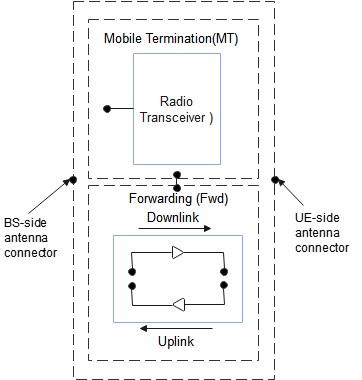 Mobile Termination(MT)
Radio
Transceiver )
Forwarding (Fwd)
Downlink
BS-side
antenna
connector
UE-side
antenna
connector
Uplink